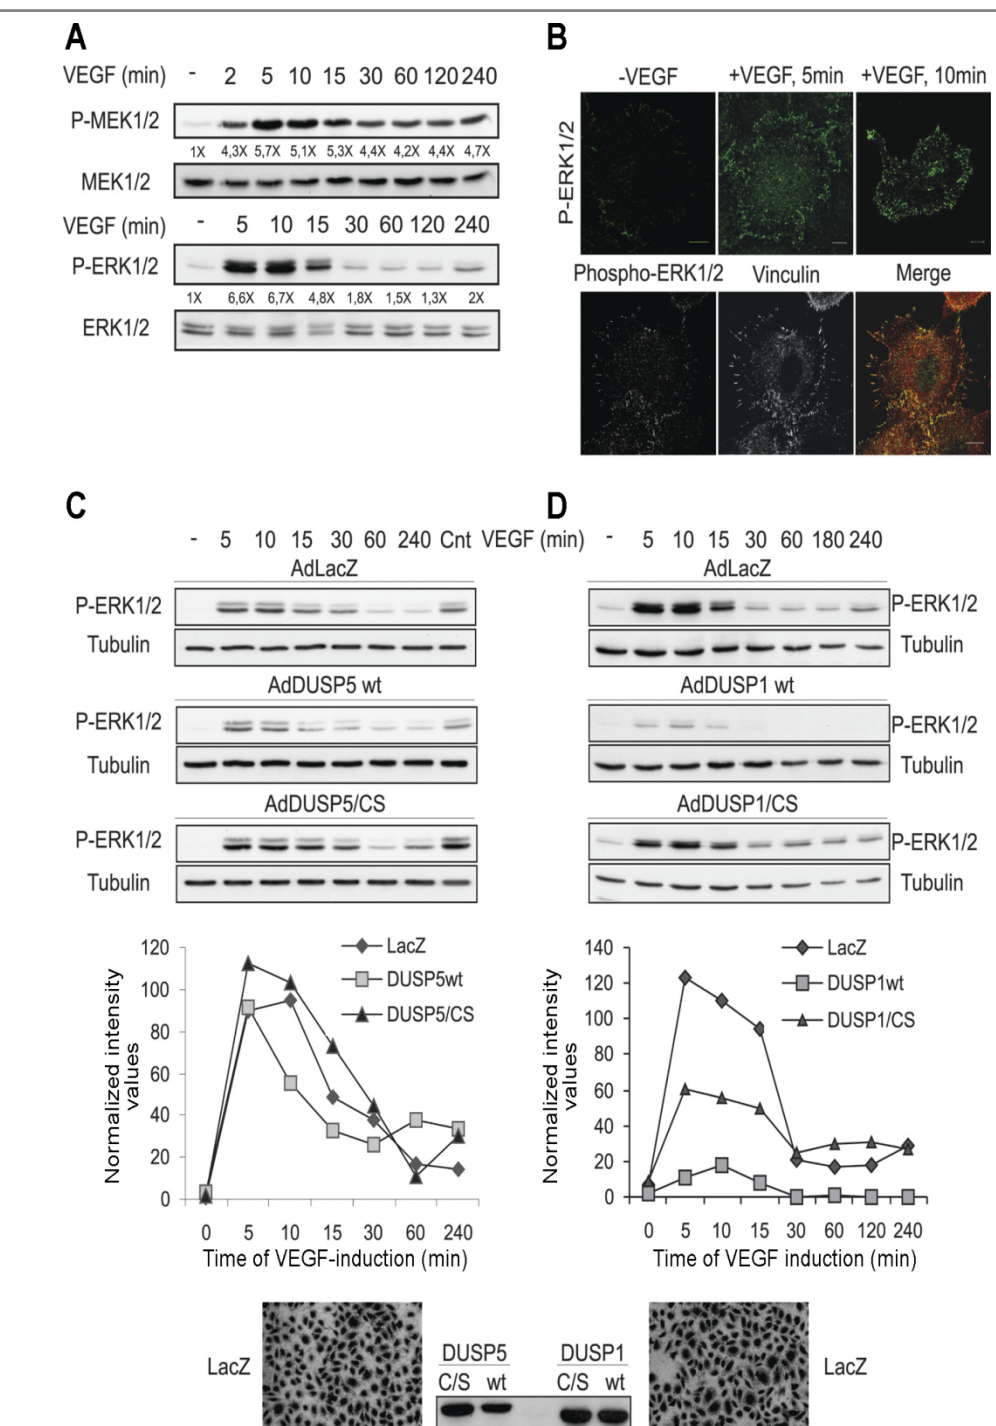 A
VEGF (min) - 2 5 10 15 30 60 120 240
P-MEK1/2
1X 4,3X 5,7X 5,1X 5,3X 4,4X 4,2X 4,4X 4,7X
MEK1/2
VEGF (min) - 5 10 15 30 60 120 240
P-ERK1/2
1X 6,6X 6,7X 4,8X 1,8X 1,5X 1,3X 2X
ERK1/2
B
-VEGF +VEGF, 5min +VEGF, 10min
P-ERK1/2
Phospho-ERK1/2 Vinculin Merge
C
- 5 10 15 30 60 240 Cnt VEGF (min)
AdLacZ
P-ERK1/2
Tubulin
AdDUSP5 wt
P-ERK1/2
Tubulin
AdDUSP5/CS
P-ERK1/2
Tubulin
120
100
80
60
40
20
0
Normalized intensity
values
LacZ
DUSP5wt
DUSP5/CS
0 5 10 15 30 60 240
Time of VEGF-induction (min)
D
- 5 10 15 30 60 180 240
AdLacZ
P-ERK1/2
Tubulin
AdDUSP1 wt
P-ERK1/2
Tubulin
AdDUSP1/CS
P-ERK1/2
Tubulin
140
120
100
80
60
40
20
0
Normalized intensity
values
LacZ
DUSP1wt
DUSP1/CS
0 5 10 15 30 60 120 240
Time of VEGF induction (min)
LacZ
DUSP5 DUSP1
C/S wt C/S wt
LacZ